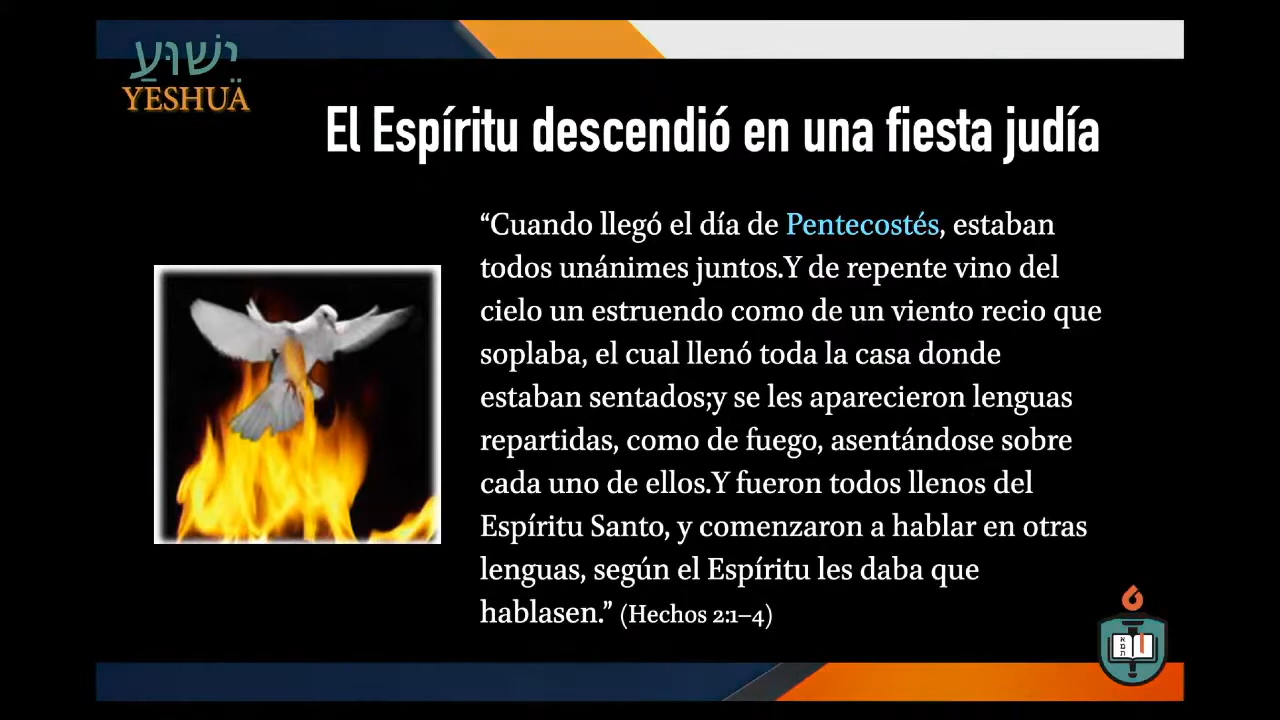 יֵשׁוּעַ
YESHUA
El Espíritu descendió en una fiesta judía
“Cuando llegó el día de Pentecostés, estaban
todos unánimes juntos.Y de repente vino del
cielo un estruendo como de un viento recio que
soplaba, el cual llenó toda la casa donde
estaban sentados;y se les aparecieron lenguas
repartidas, como de fuego, asentándose sobre
cada uno de ellos.Y fueron todos llenos del
Espíritu Santo, y comenzaron a hablar en otras
lenguas, según el Espíritu les daba que
hablasen.” (Hechos 2:1–4)
א
מ
ת